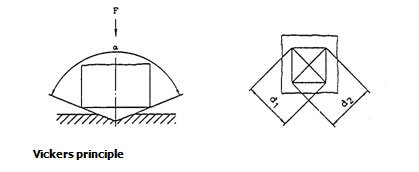 F
α
d₁
d₂
Vickers principle